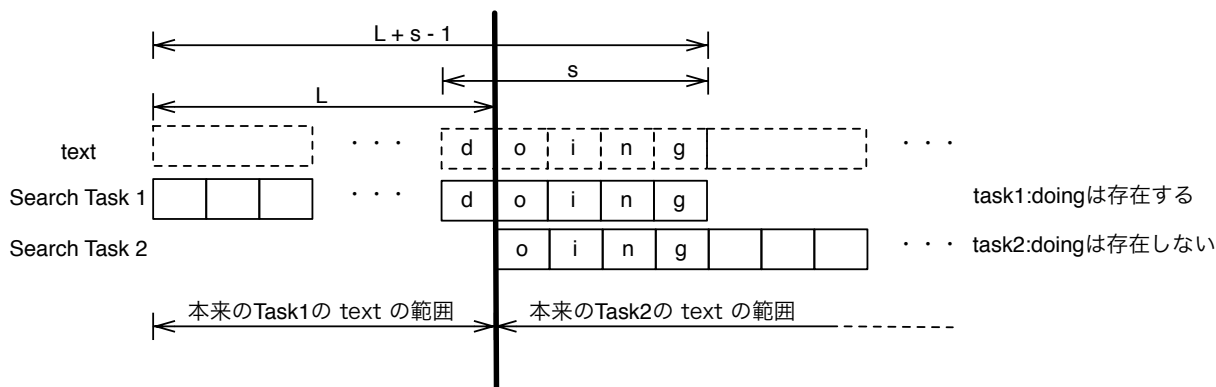 L + s - 1
s
L
text ・・・ d o i n g ・・・
Search Task 1 ・・・ d o i n g task1:doingは存在する
Search Task 2 o i n g ・・・ task2:doingは存在しない
本来のTask1の text の範囲 本来のTask2の text の範囲